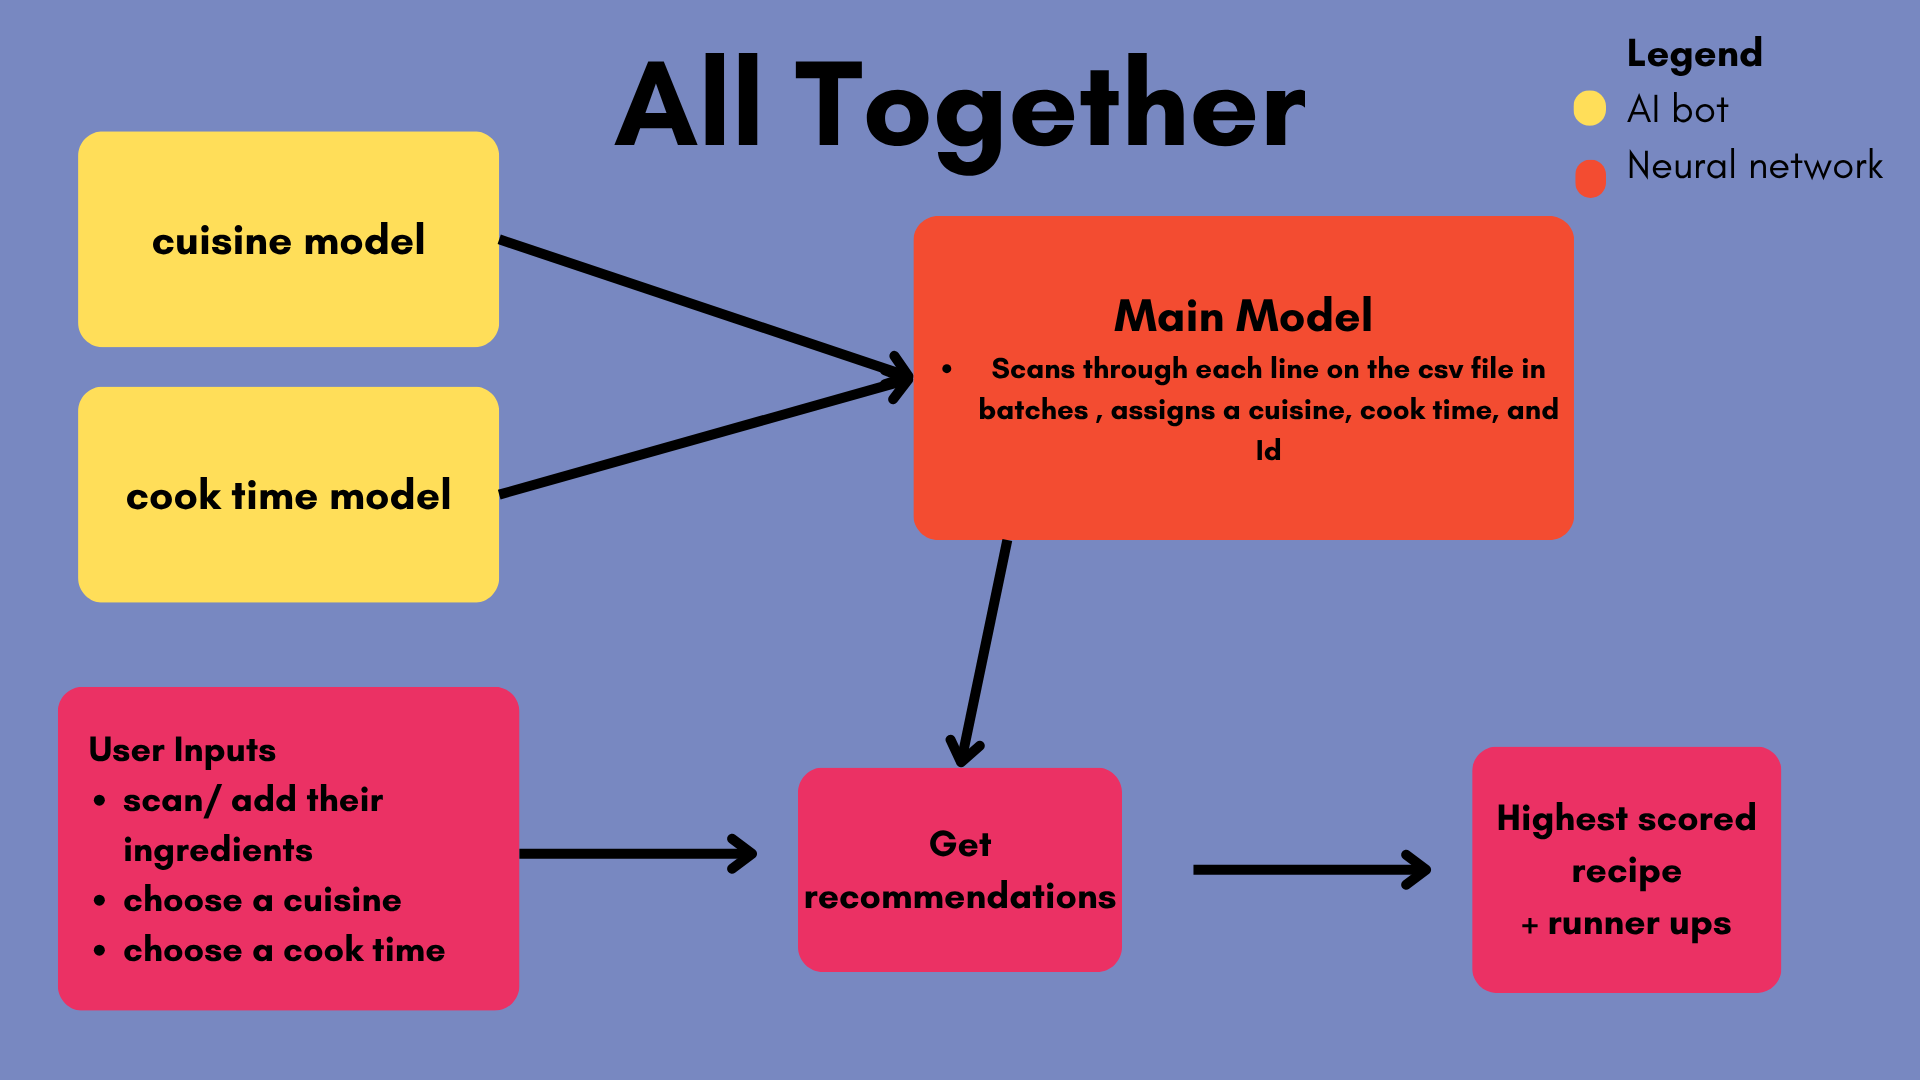 All Together
Legend
AI bot
Neural network
cuisine model
cook time model
Main Model
• Scans through each line on the csv file in
batches , assigns a cuisine, cook time, and
Id
User Inputs
• scan/ add their
ingredients
• choose a cuisine
• choose a cook time
Get
recommendations
Highest scored
recipe
+ runner ups